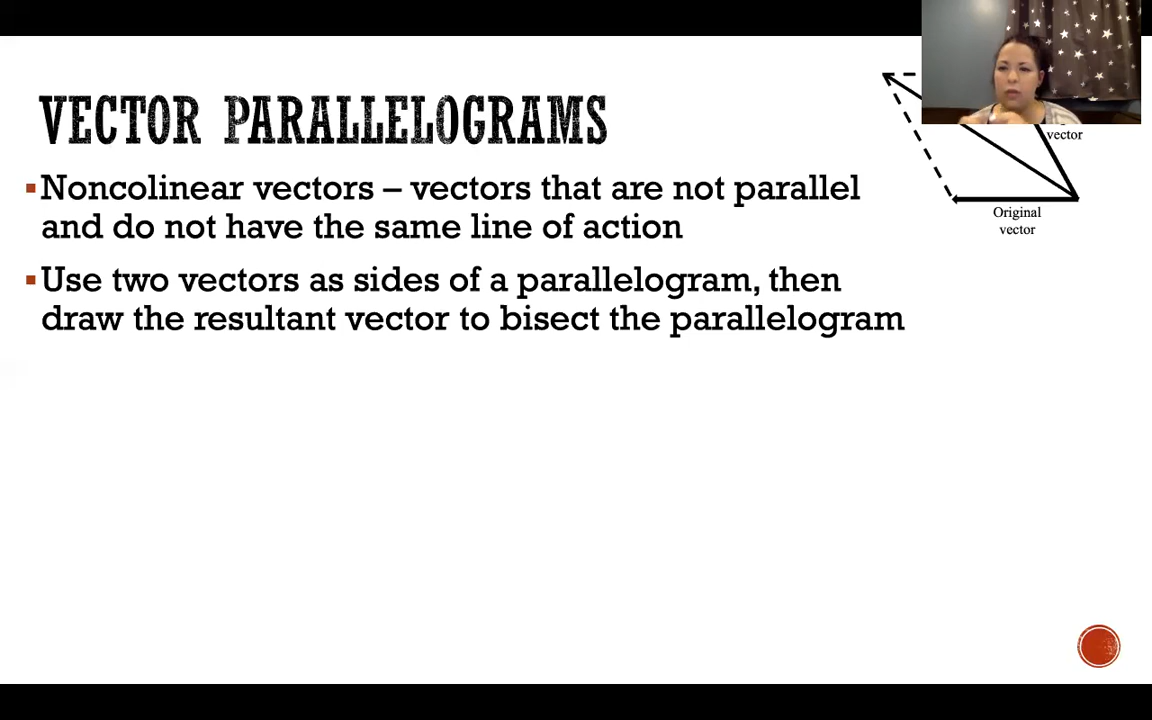 VECTOR PARALLELOGRAMS
▪Noncolinear vectors – vectors that are not parallel
and do not have the same line of action
▪Use two vectors as sides of a parallelogram, then
draw the resultant vector to bisect the parallelogram
vector
Original
vector